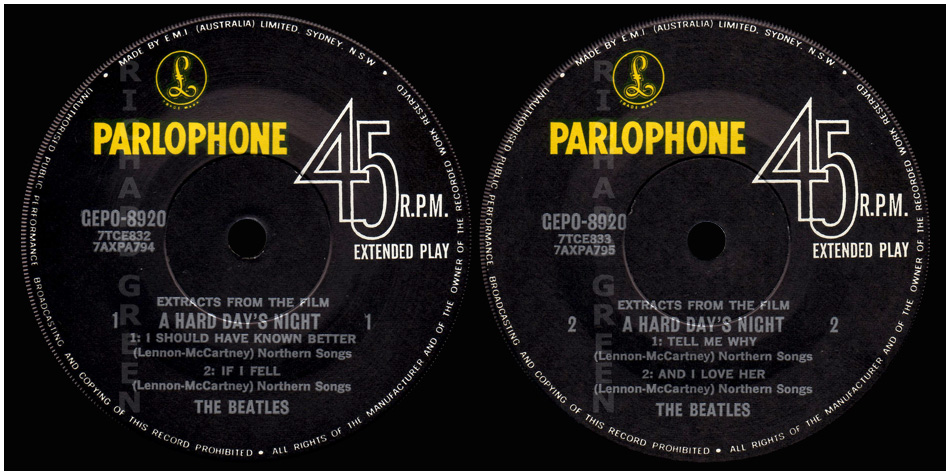 MADE BY E.M.I (AUSTRALIA) LIMITED, SYDNEY, N.S.W
£
TRADE MARK
PARLOPHONE
45
R.P.M.
EXTENDED PLAY
GEPO-8920
7TCE832
7AXPA794
EXTRACTS FROM THE FILM
1 A HARD DAY'S NIGHT 1
1: I SHOULD HAVE KNOWN BETTER
(Lennon-McCartney) Northern Songs
2: IF I FELL
(Lennon-McCartney) Northern Songs
THE BEATLES
UNAUTHORISED PUBLIC PERFORMANCE BROADCASTING AND COPYING OF THIS RECORD PROHIBITED • ALL RIGHTS OF THE MANUFACTURER AND OF THE OWNER OF THE RECORDED WORK RESERVED
RICHARD GREEN
MADE BY E.M.I (AUSTRALIA) LIMITED, SYDNEY, N.S.W
£
TRADE MARK
PARLOPHONE
45
R.P.M.
EXTENDED PLAY
GEPO-8920
7TCE833
7AXPA795
EXTRACTS FROM THE FILM
2 A HARD DAY'S NIGHT 2
1: TELL ME WHY
(Lennon-McCartney) Northern Songs
2: AND I LOVE HER
(Lennon-McCartney) Northern Songs
THE BEATLES
UNAUTHORISED PUBLIC PERFORMANCE BROADCASTING AND COPYING OF THIS RECORD PROHIBITED • ALL RIGHTS OF THE MANUFACTURER AND OF THE OWNER OF THE RECORDED WORK RESERVED
RICHARD GREEN